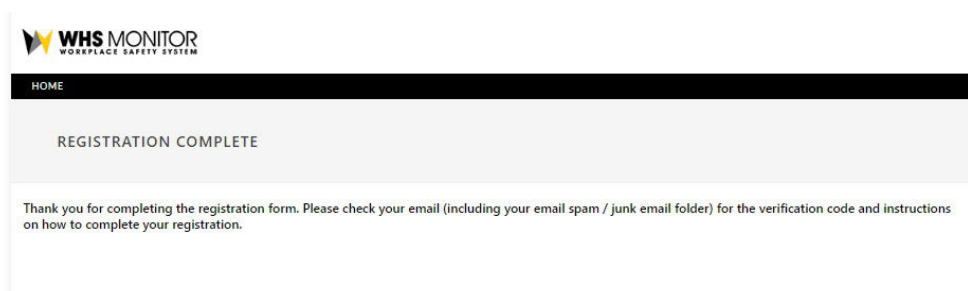 WHS MONITOR
WORKPLACE SAFETY SYSTEM
HOME
REGISTRATION COMPLETE
Thank you for completing the registration form. Please check your email (including your email spam / junk email folder) for the verification code and instructions
on how to complete your registration.